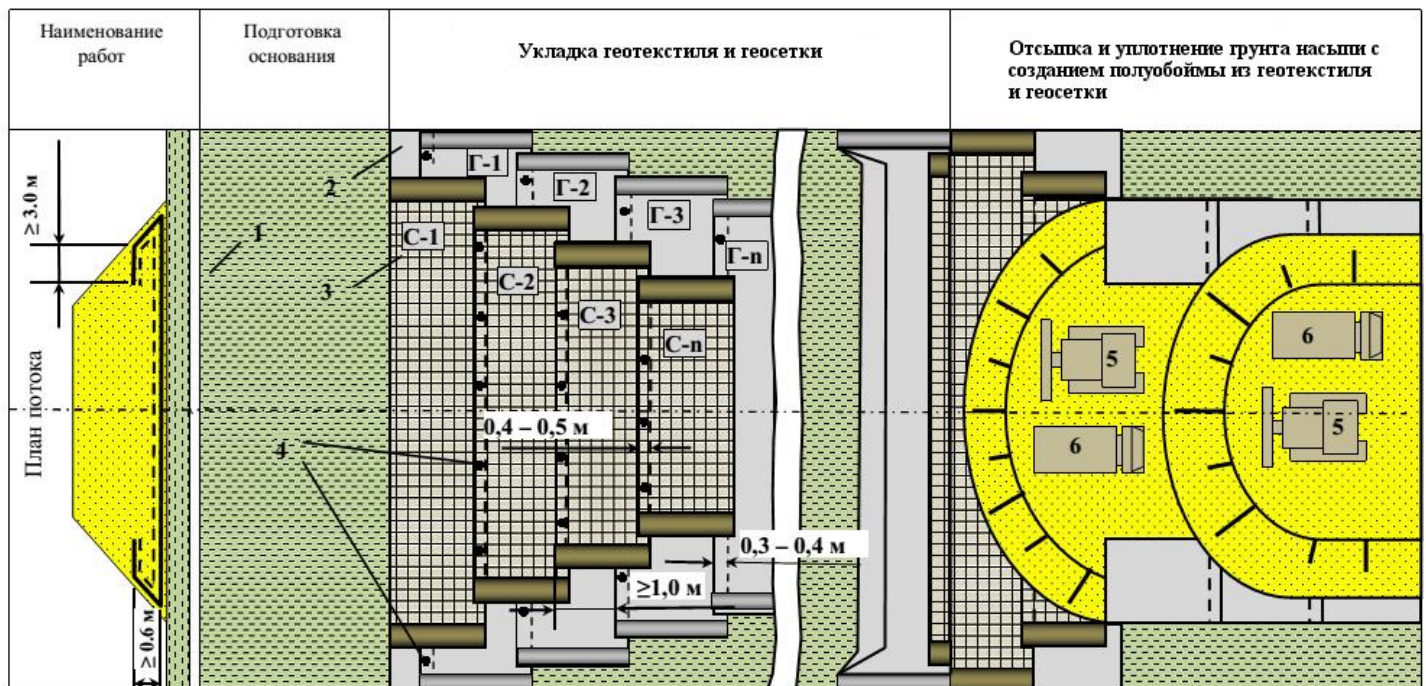 Наименование
работ
Подготовка
основания
Укладка геотекстиля и геосетки
Отсыпка и уплотнение грунта насыпи с
созданием полуобоймы из геотекстиля
и геосетки
≥ 3.0 м
План потока
≥ 0.6 м
1
2
3
4
Г-1
Г-2
Г-3
Г-n
С-1
С-2
С-3
С-n
0,4 – 0,5 м
0,3 – 0,4 м
≥1,0 м
5
6
6
5